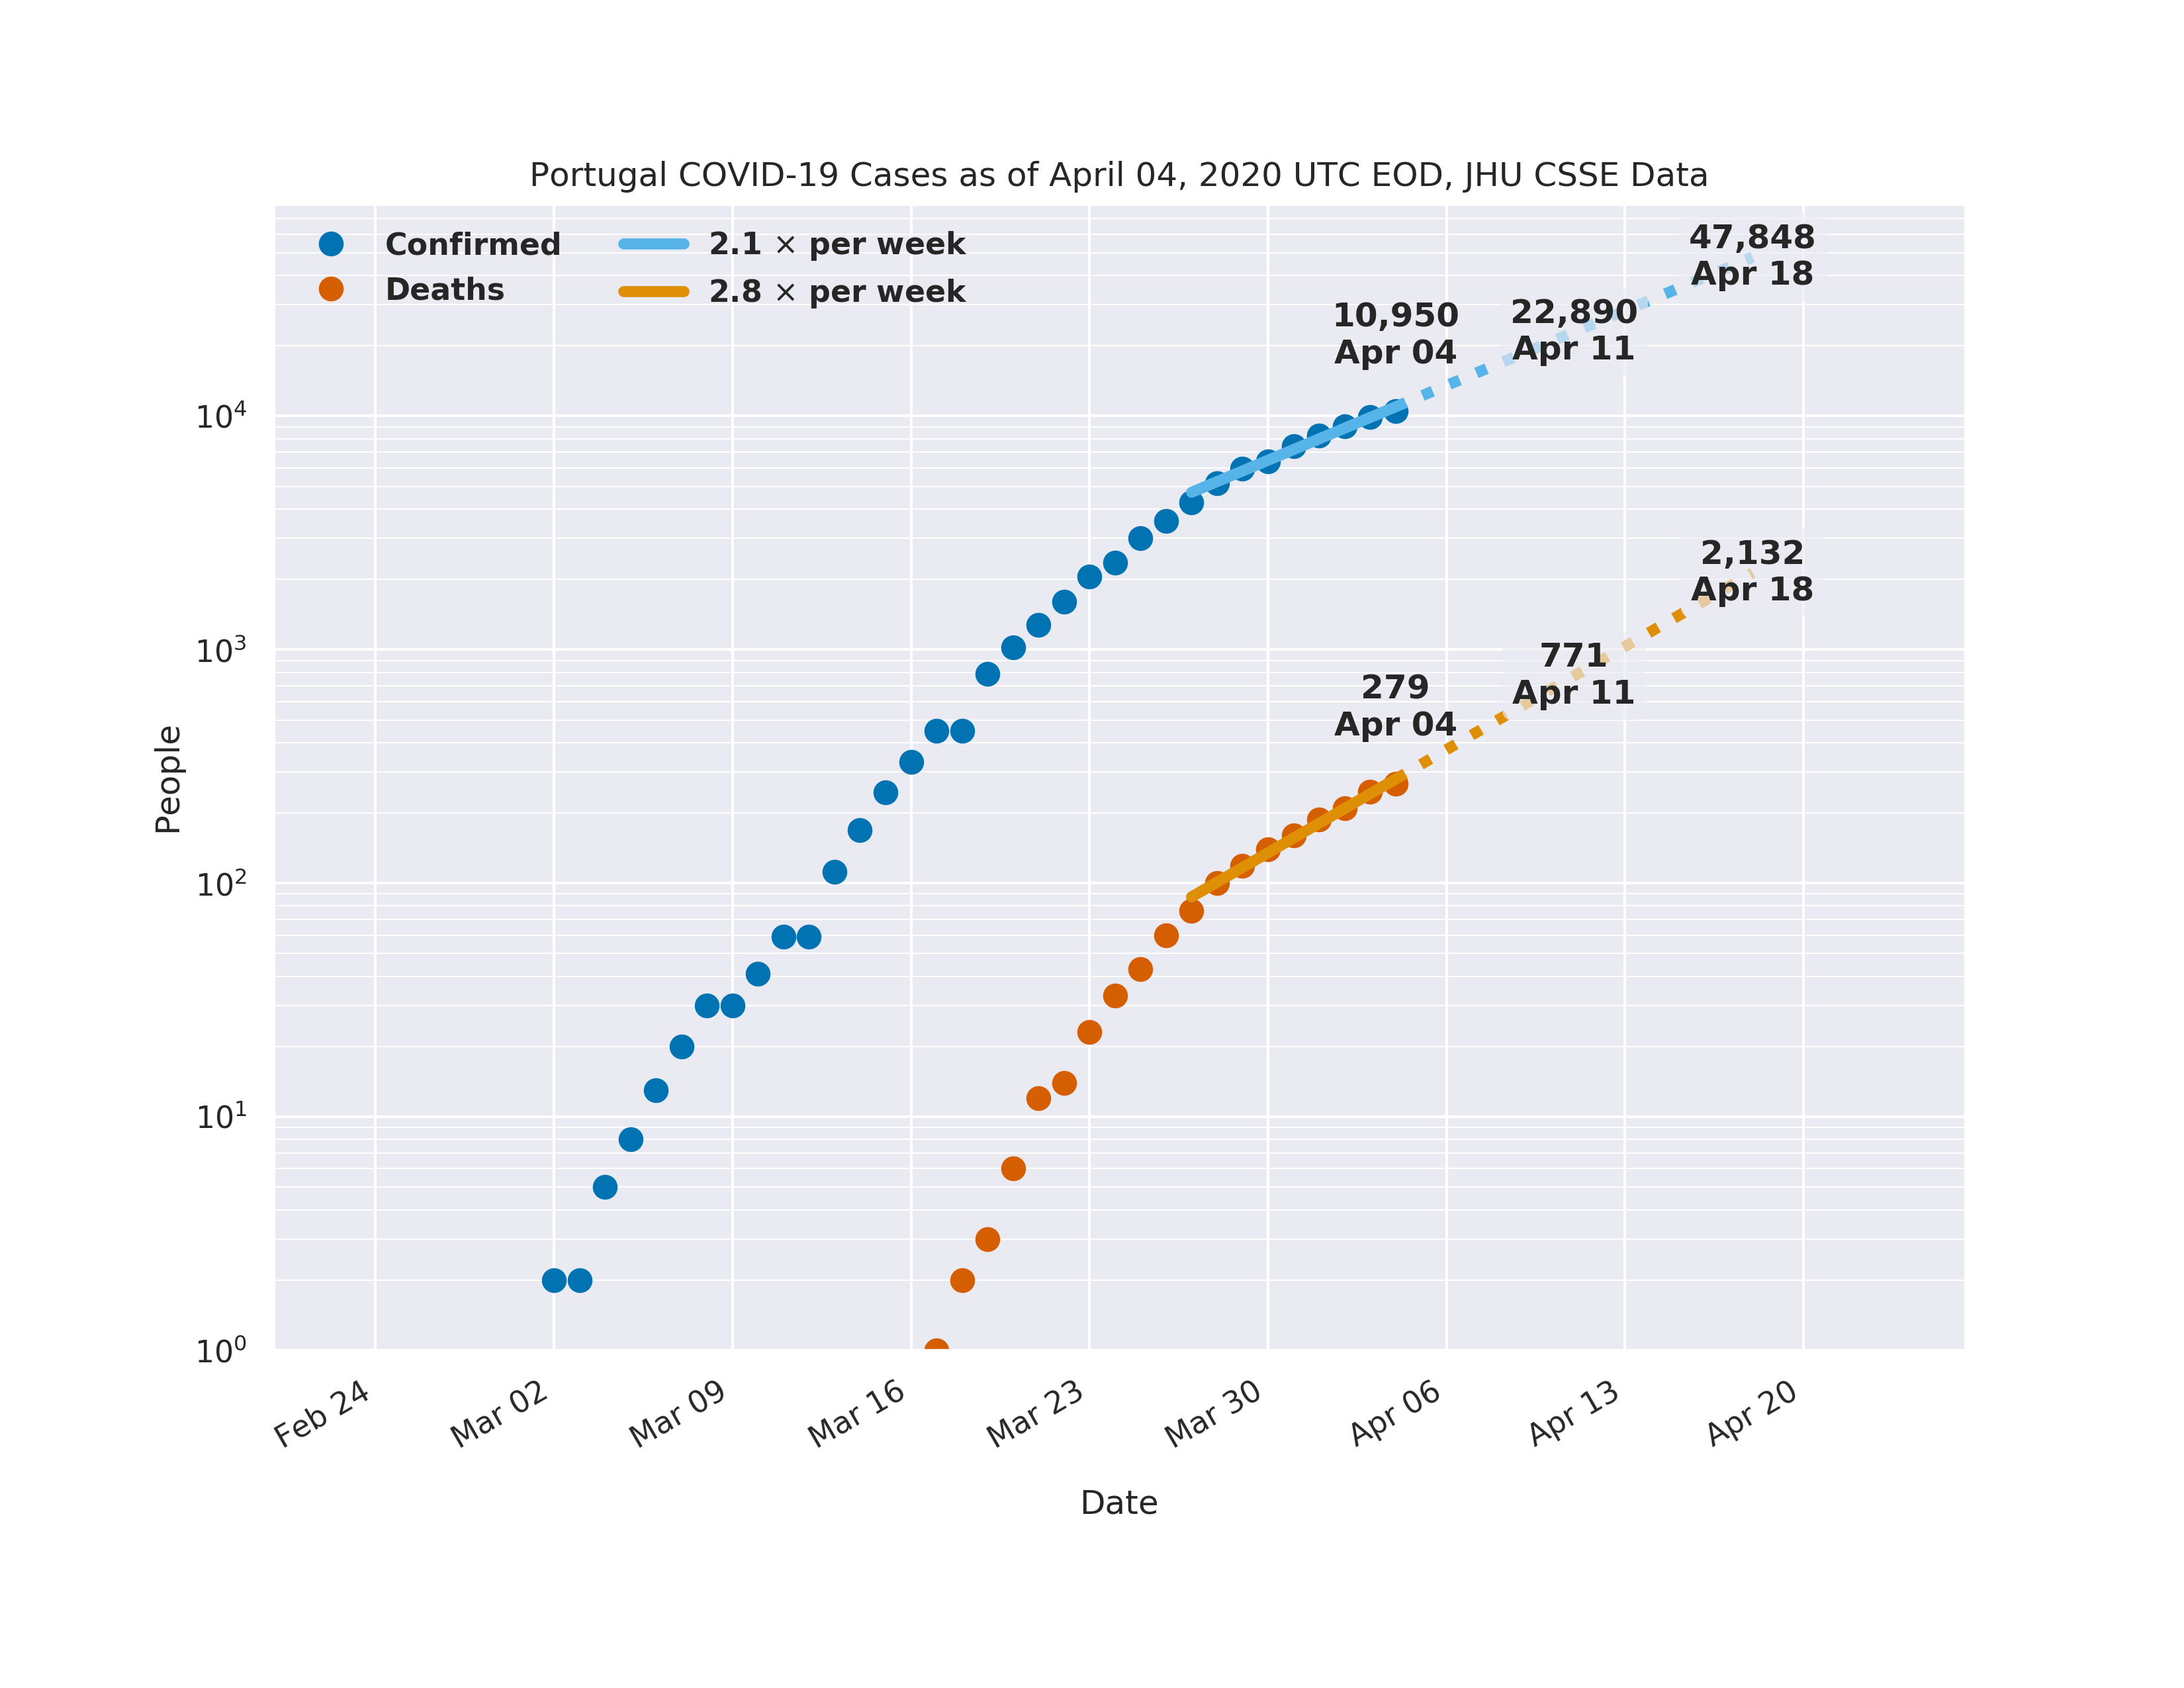 Portugal COVID-19 Cases as of April 04, 2020 UTC EOD, JHU CSSE Data
Confirmed
Deaths
2.1 × per week
2.8 × per week
47,848
Apr 18
10,950
Apr 04
22,890
Apr 11
2,132
Apr 18
771
Apr 11
279
Apr 04
10⁴
10³
10²
10¹
10⁰
People
Feb 24
Mar 02
Mar 09
Mar 16
Mar 23
Mar 30
Apr 06
Apr 13
Apr 20
Date